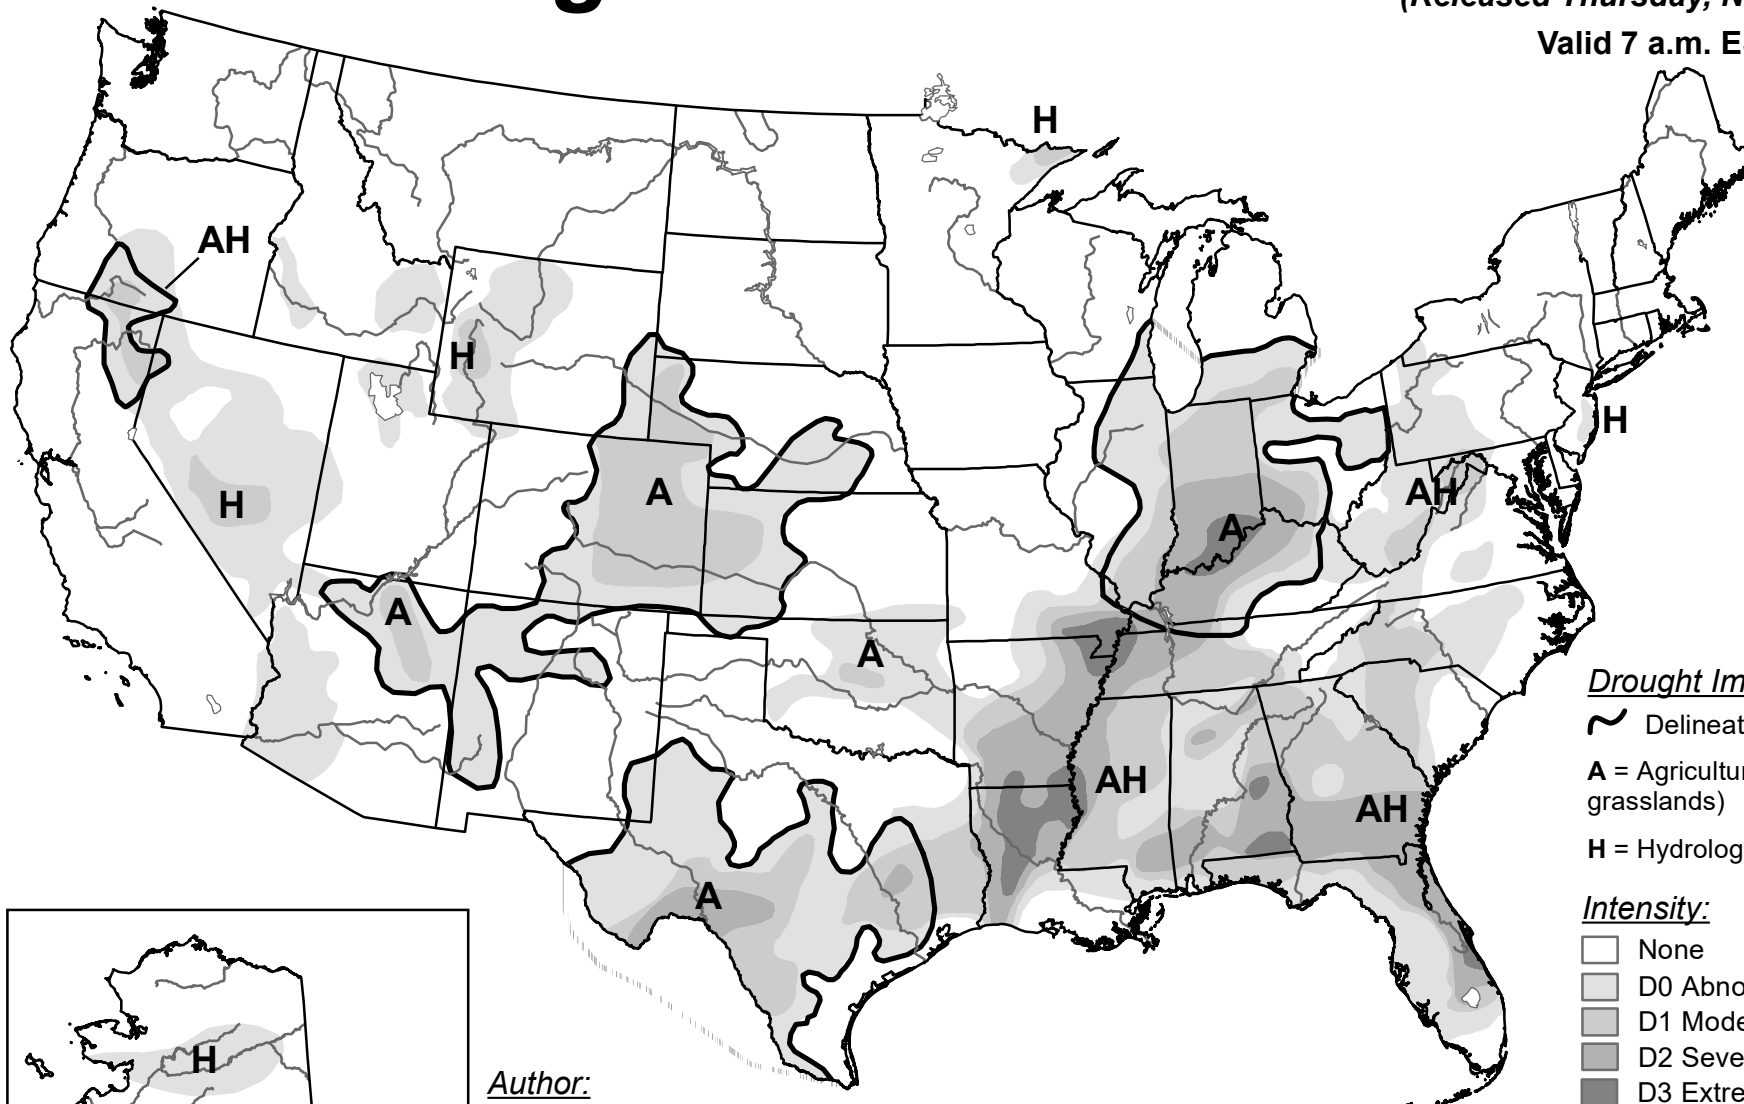 (Released Thursday,
Valid 7 a.m.
H
AH
H
H
A
H
AH
A
A
A
A
AH
AH
A
H
Drought
Delineat
A = Agricultur
grasslands)
H = Hydrolog
Intensity:
None
D0 Abno
D1 Mode
D2 Seve
D3 Extre
Author: